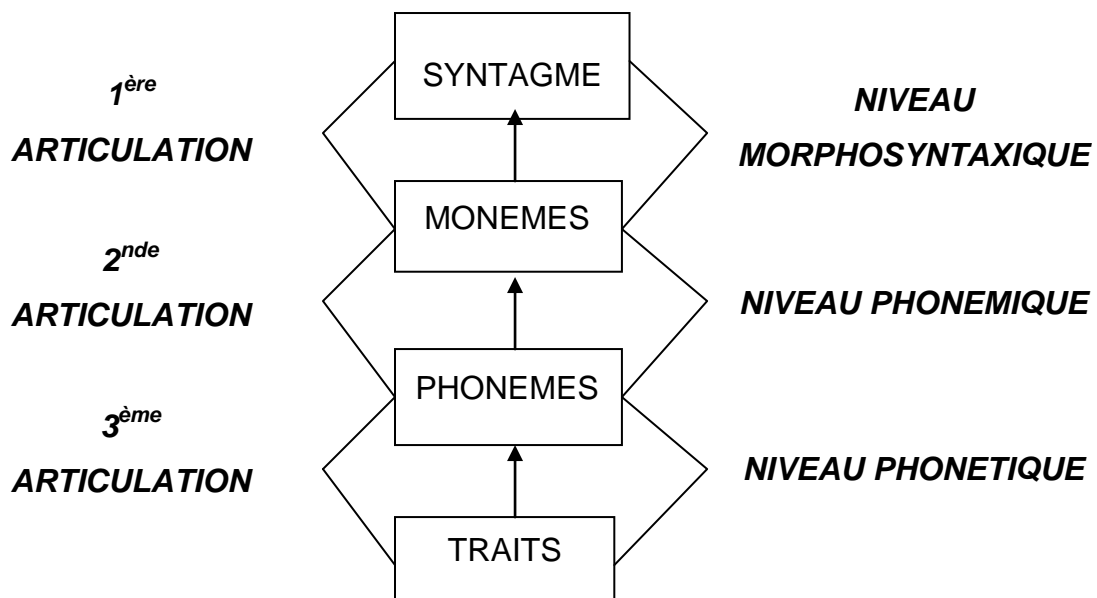 SYNTAGME
1ère
ARTICULATION
NIVEAU
MORPHOSYNTAXIQUE
MONEMES
2nde
ARTICULATION
NIVEAU PHONEMIQUE
PHONEMES
3ème
ARTICULATION
NIVEAU PHONETIQUE
TRAITS